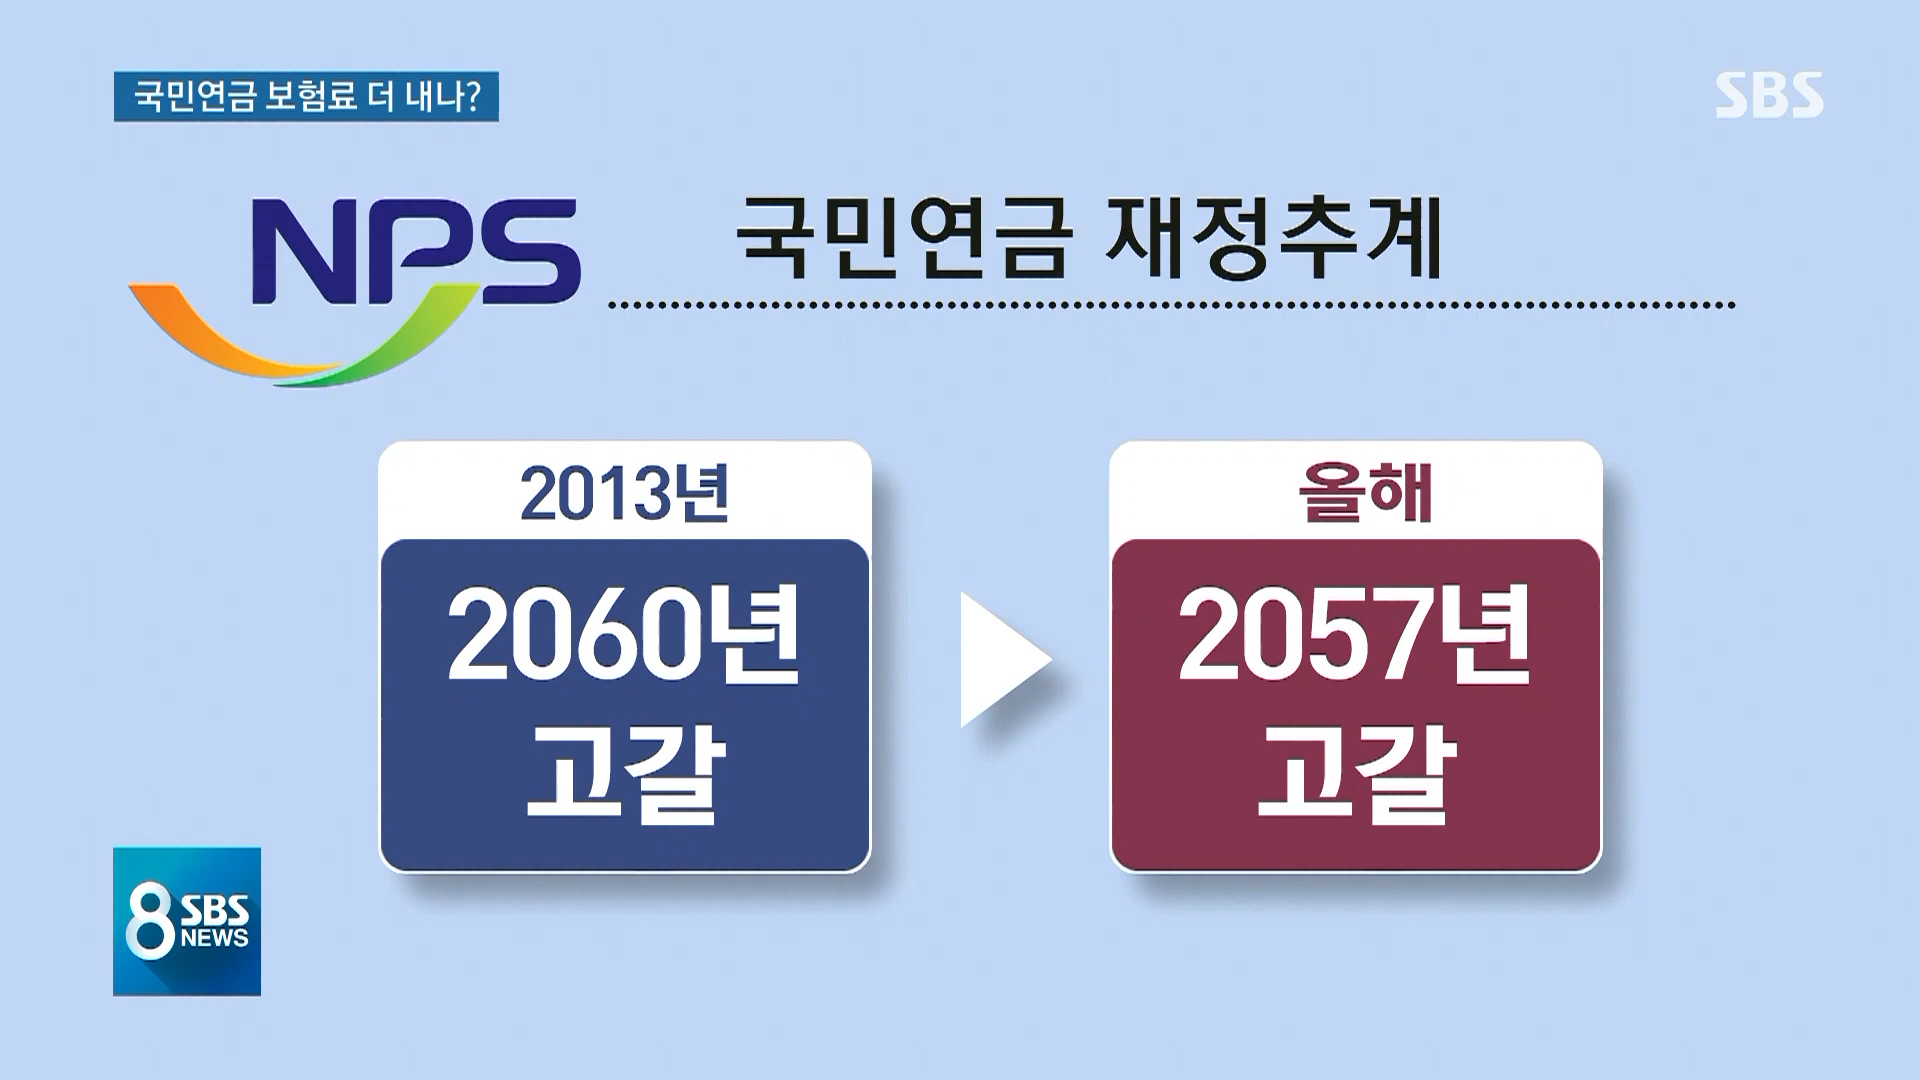 국민연금 보험료 더 내나?
SBS
NPS
국민연금 재정추계
2013년
2060년
고갈
올해
2057년
고갈
8 SBS
NEWS